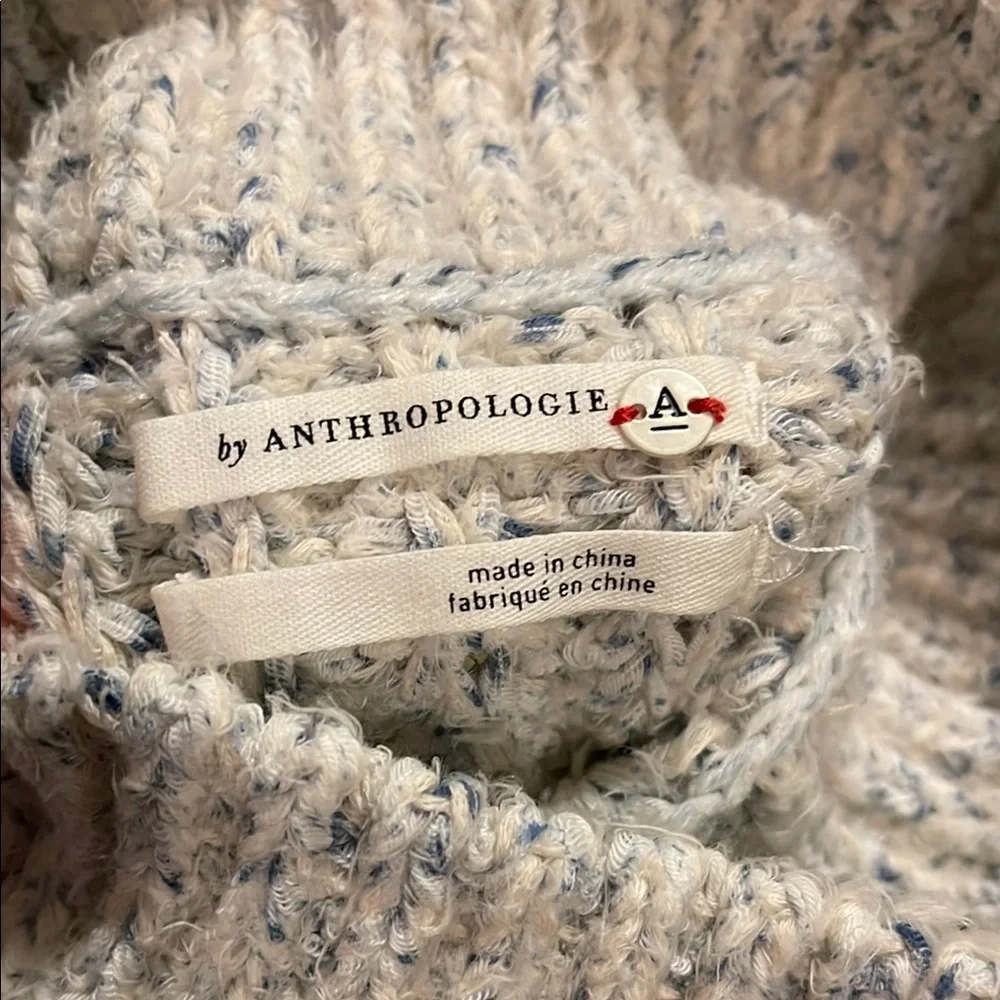 by ANTHROPOLOGIE A
made in china
fabriqué en chine